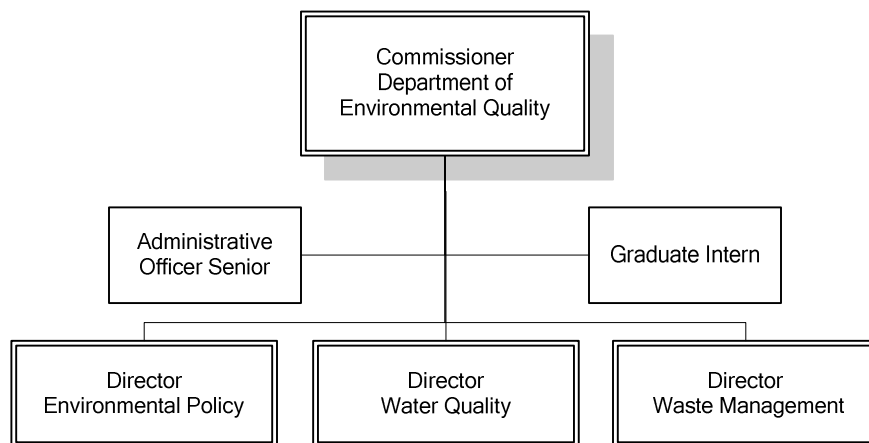 Commissioner
Department of
Environmental Quality
Administrative
Officer Senior
Graduate Intern
Director
Environmental Policy
Director
Water Quality
Director
Waste Management